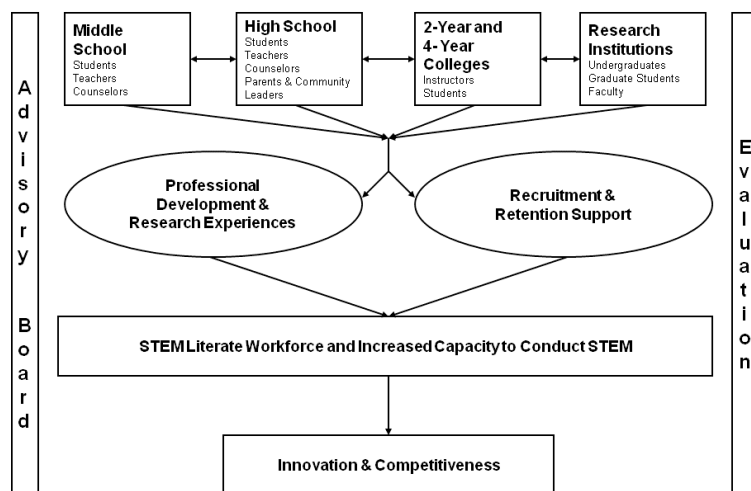 Middle
School
Students
Teachers
Counselors
High School
Students
Teachers
Counselors
Parents & Community
Leaders
2-Year and
4-Year
Colleges
Instructors
Students
Research
Institutions
Undergraduates
Graduate Students
Faculty
Advisory Board
Professional
Development &
Research Experiences
Recruitment &
Retention Support
Evaluation
STEM Literate Workforce and Increased Capacity to Conduct STEM
Innovation & Competitiveness